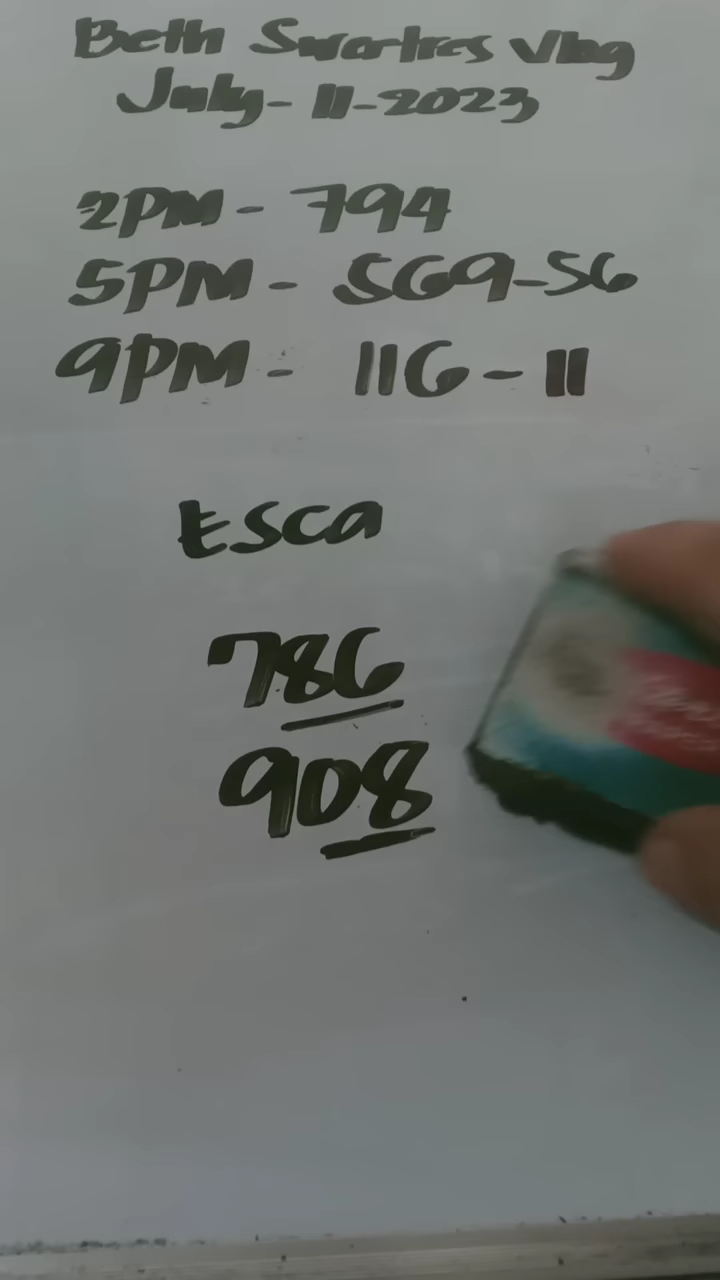 Beth Swertres Vlog
July-11-2023
2PM - 794
5PM - 569-56
9PM - 116 - 11
Esca
786
908